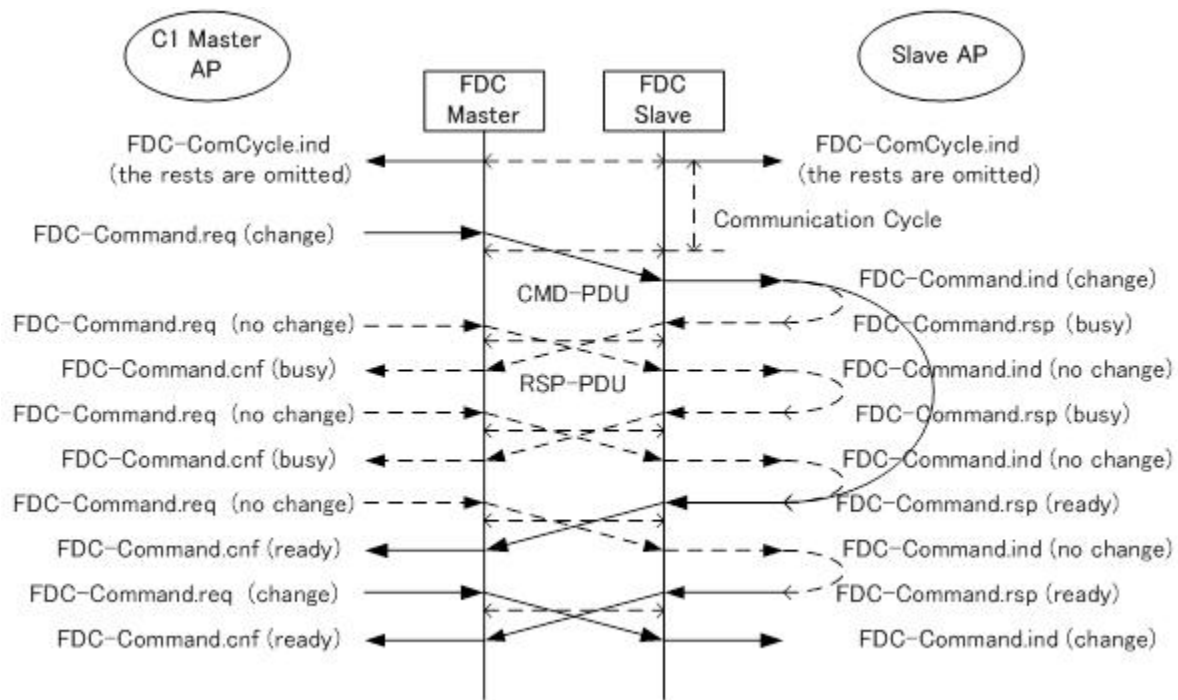 C1 Master
AP
Slave AP
FDC
Master
FDC
Slave
FDC-ComCycle.ind
(the rests are omitted)
FDC-ComCycle.ind
(the rests are omitted)
Communication Cycle
FDC-Command.req (change)
FDC-Command.ind (change)
CMD-PDU
FDC-Command.req (no change)
FDC-Command.rsp (busy)
FDC-Command.cnf (busy)
RSP-PDU
FDC-Command.ind (no change)
FDC-Command.req (no change)
FDC-Command.rsp (busy)
FDC-Command.cnf (busy)
FDC-Command.ind (no change)
FDC-Command.req (no change)
FDC-Command.rsp (ready)
FDC-Command.cnf (ready)
FDC-Command.ind (no change)
FDC-Command.req (change)
FDC-Command.rsp (ready)
FDC-Command.cnf (ready)
FDC-Command.ind (change)